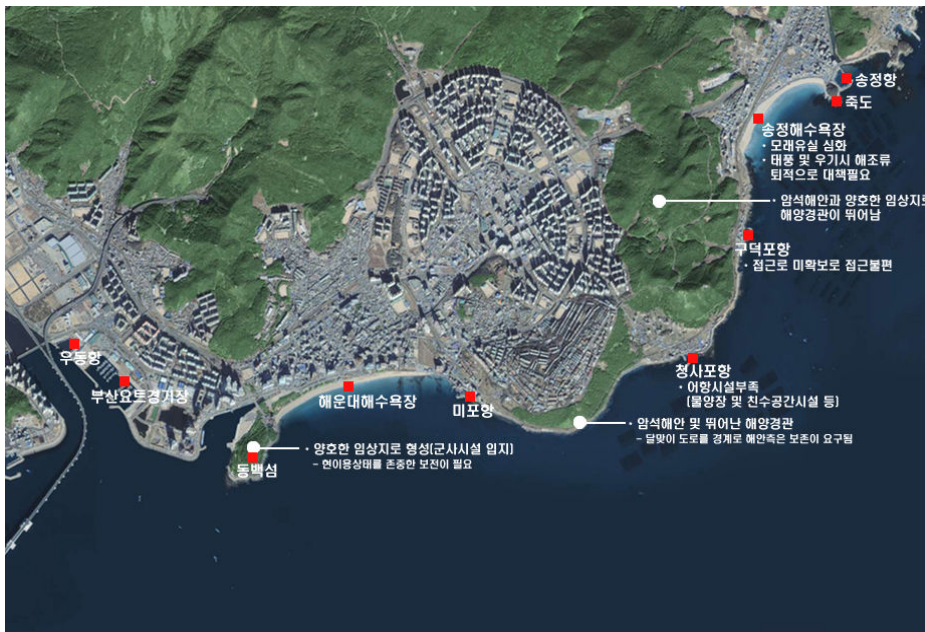 송정항
죽도
송정해수욕장
· 모래유실 심화
· 태풍 및 우기시 해조류
퇴적으로 대책필요
· 암석해안과 양호한 임상지로
해양경관이 뛰어남
구덕포항
· 접근로 미확보로 접근불편
우동항
부산요트경기장
해운대해수욕장
미포항
청사포항
· 어항시설부족
(물양장 및 친수공간시설 등)
· 암석해안 및 뛰어난 해양경관
– 달맞이 도로를 경계로 해안측은 보존이 요구됨
· 양호한 임상지로 형성(군사시설 입지)
– 현이용상태를 존중한 보전이 필요
동백섬